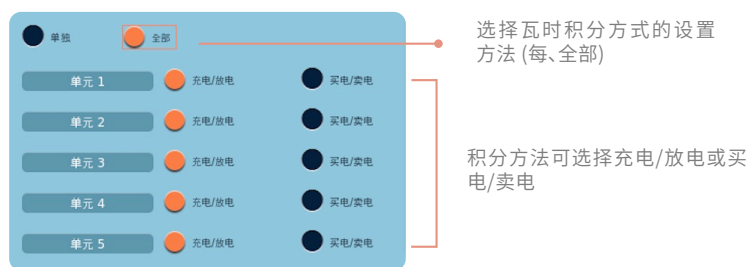 单独 全部
选择瓦时积分方式的设置
方法 (每、全部)
单元 1 充电/放电 买电/卖电
单元 2 充电/放电 买电/卖电
单元 3 充电/放电 买电/卖电
单元 4 充电/放电 买电/卖电
单元 5 充电/放电 买电/卖电
积分方法可选择充电/放电或买
电/卖电